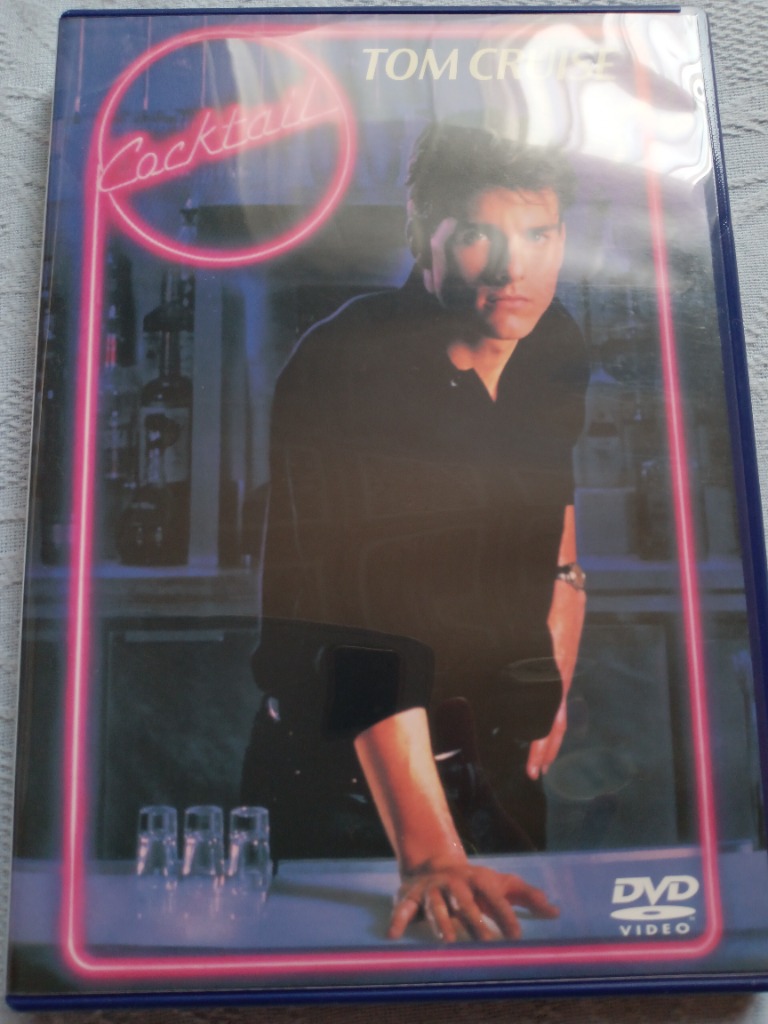 TOM CRUISE
Cocktail
DVD
VIDEO